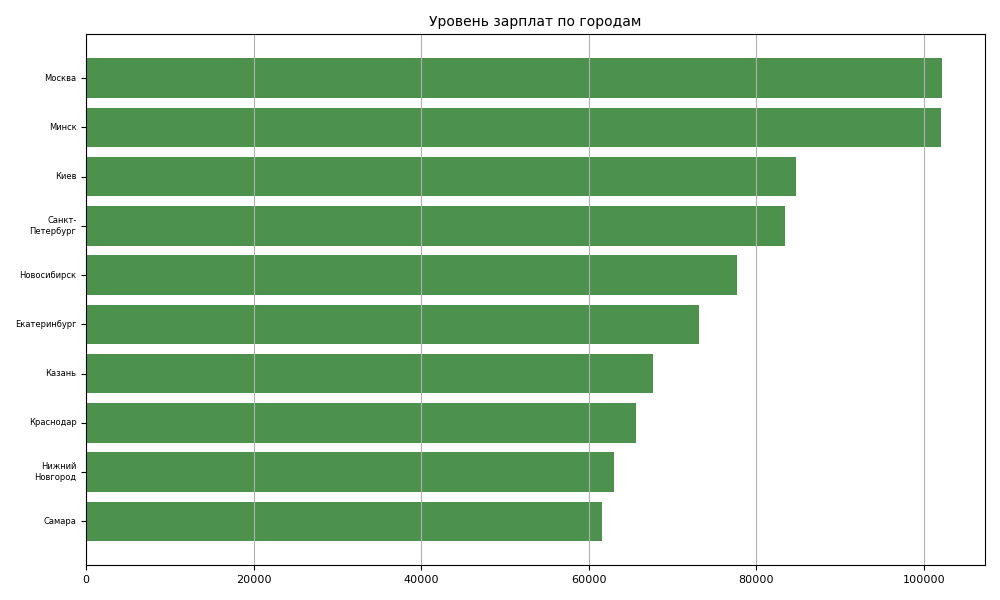 Уровень зарплат по городам
Москва
Минск
Киев
Санкт-
Петербург
Новосибирск
Екатеринбург
Казань
Краснодар
Нижний
Новгород
Самара
0 20000 40000 60000 80000 100000